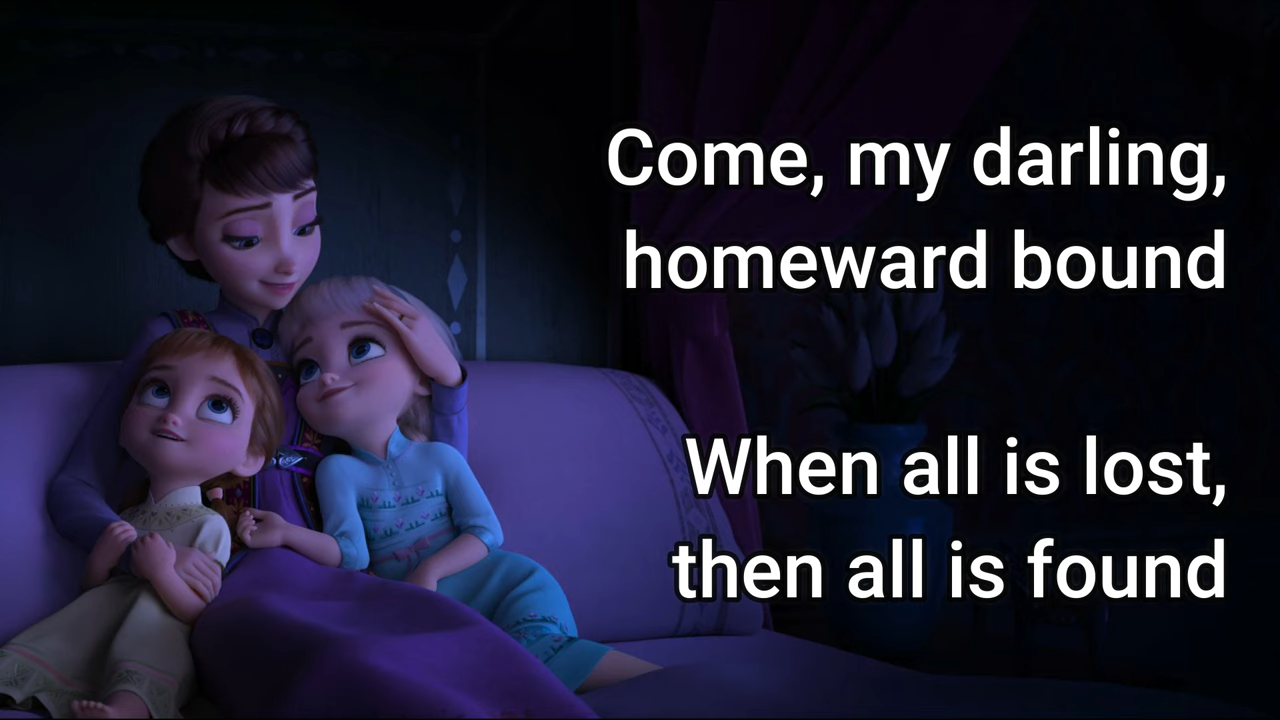 Come, my darling,
homeward bound
When all is lost,
then all is found